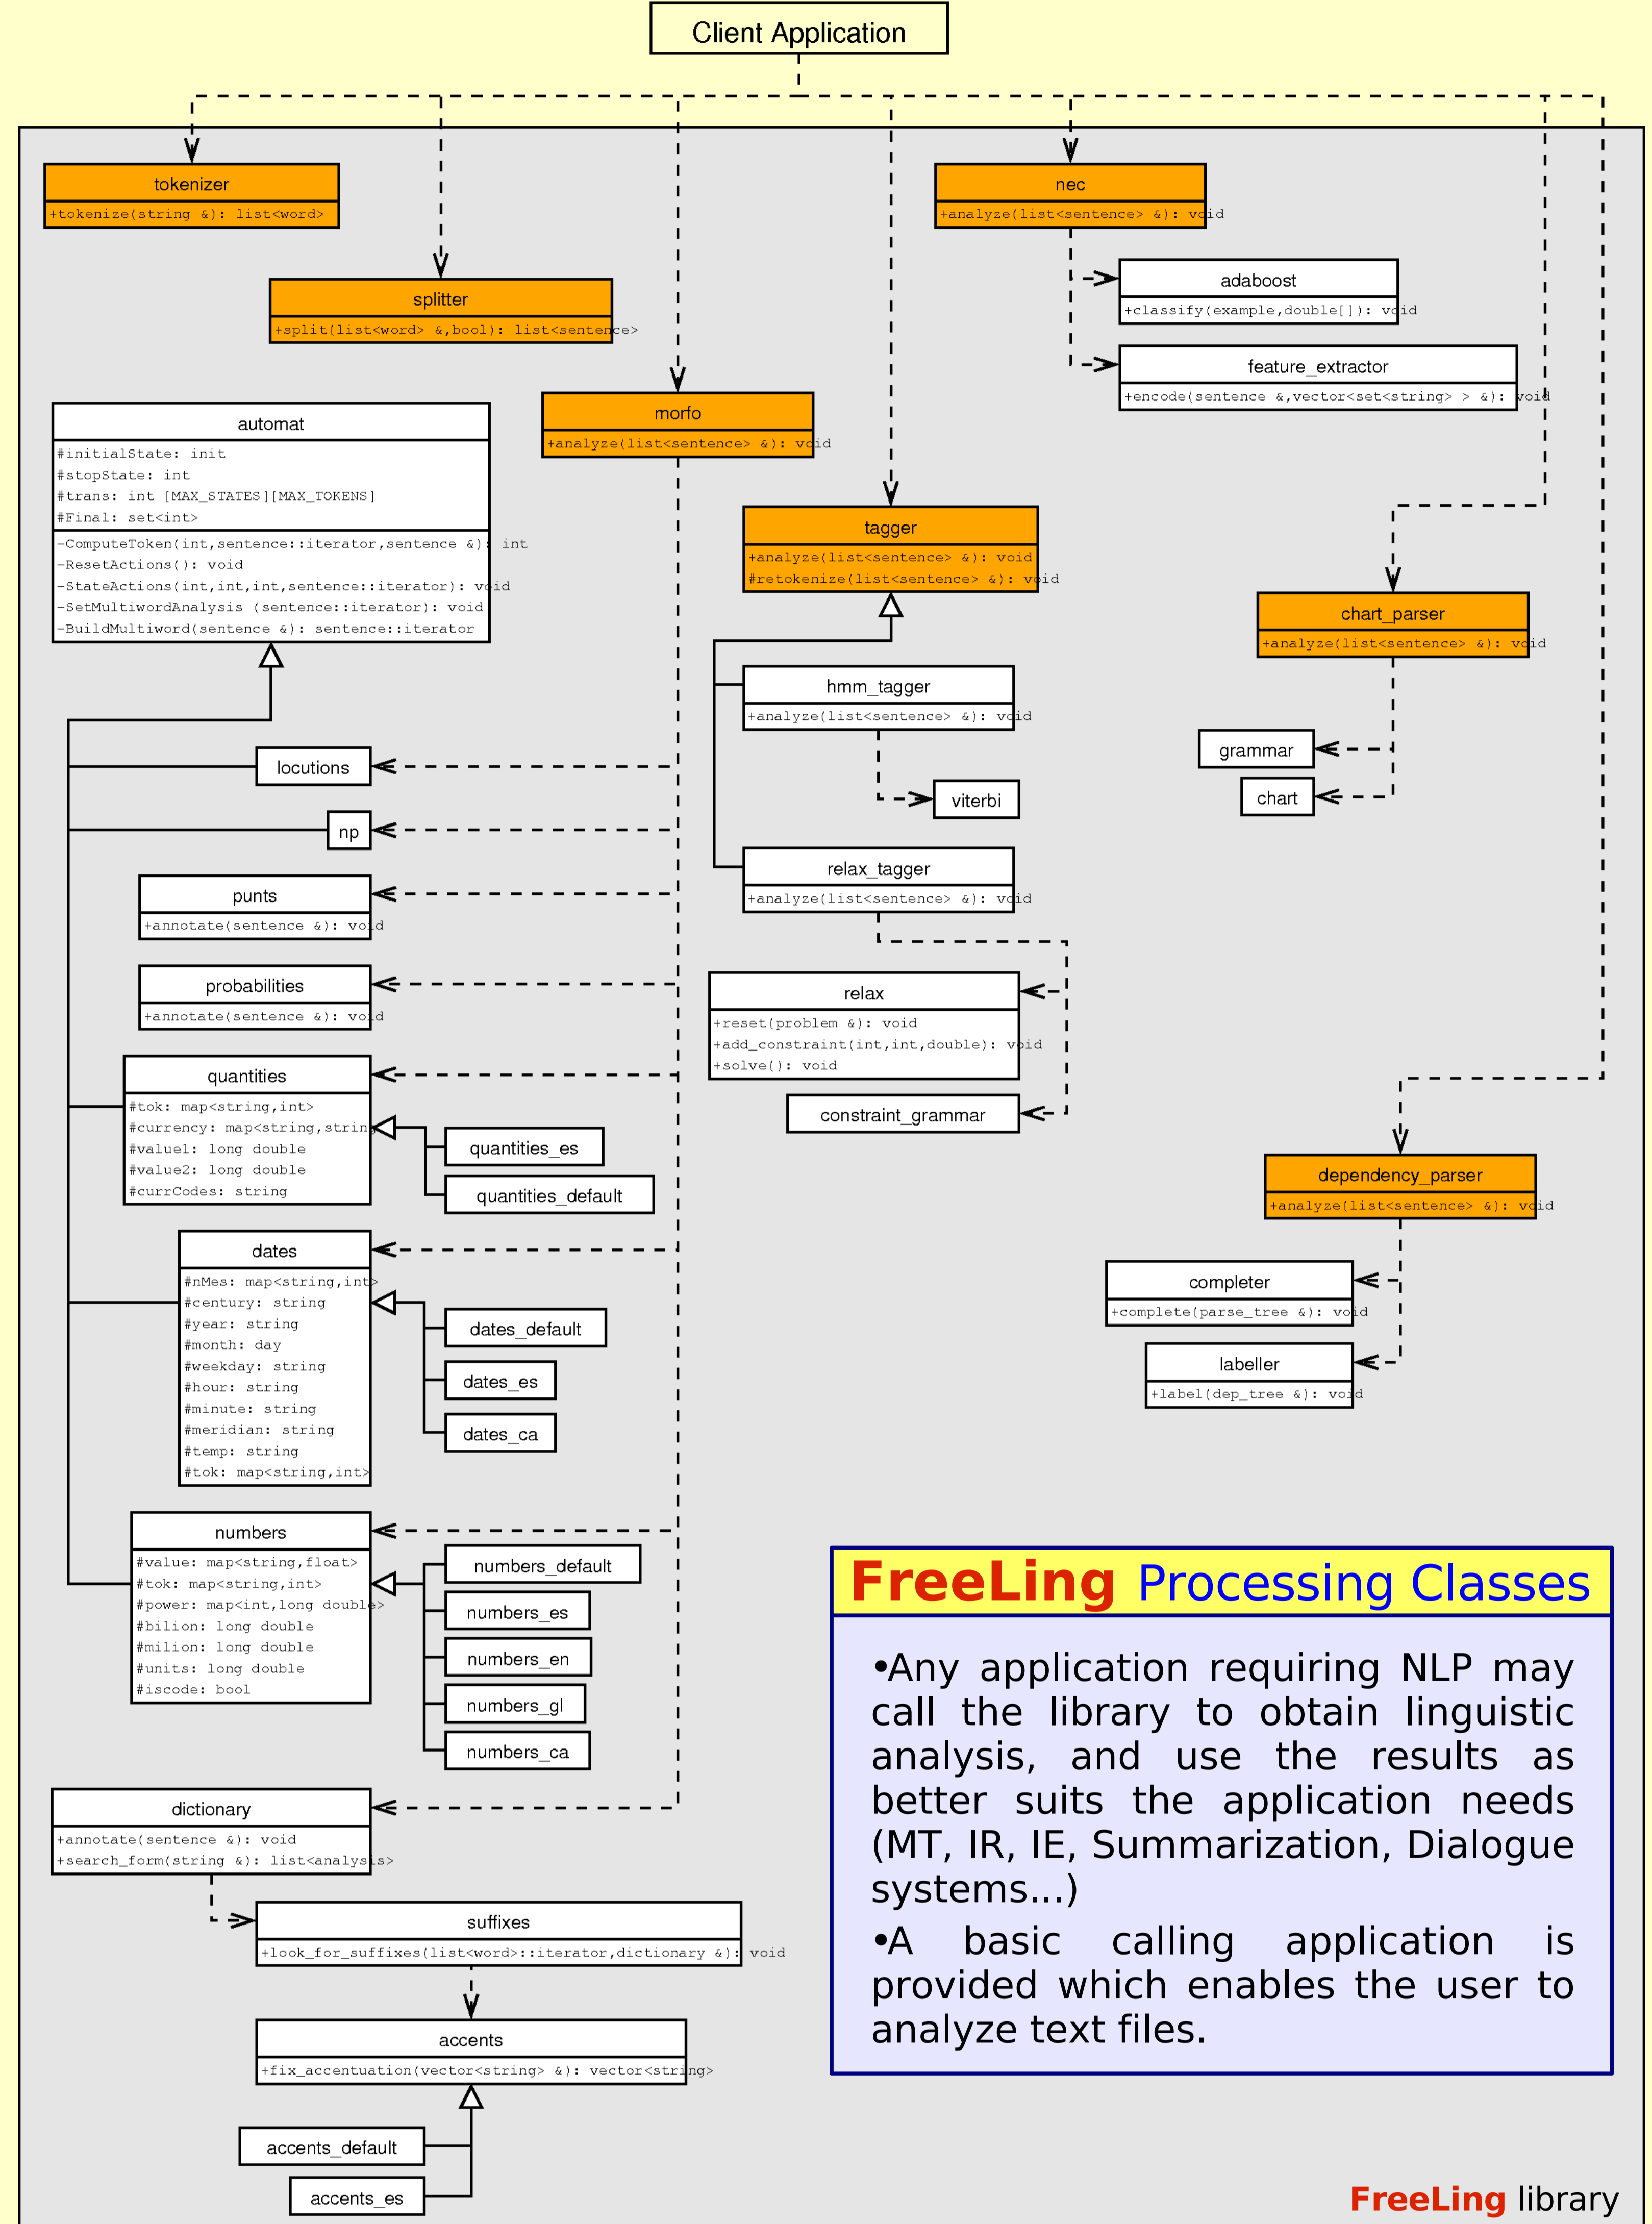 Client Application
tokenizer
+tokenize(string &): list<word>
nec
+analyze(list<sentence> &): void
adaboost
+classify(example,double[]): void
splitter
+split(list<word> &,bool): list<sentence>
feature_extractor
+encode(sentence &,vector<set<string> > &): void
morfo
+analyze(list<sentence> &): void
automat
#initialState: init
#stopState: int
#trans: int [MAX_STATES][MAX_TOKENS]
#Final: set<int>
-ComputeToken(int,sentence::iterator,sentence &): int
-ResetActions(): void
-StateActions(int,int,int,sentence::iterator): void
-SetMultiwordAnalysis (sentence::iterator): void
-BuildMultiword(sentence &): sentence::iterator
tagger
+analyze(list<sentence> &): void
#retokenize(list<sentence> &): void
chart_parser
+analyze(list<sentence> &): void
hmm_tagger
+analyze(list<sentence> &): void
grammar
chart
viterbi
locutions
np
relax_tagger
+analyze(list<sentence> &): void
punts
+annotate(sentence &): void
probabilities
+annotate(sentence &): void
relax
+reset(problem &): void
+add_constraint(int,int,double): void
+solve(): void
constraint_grammar
quantities
#tok: map<string,int>
#currency: map<string,string
#value1: long double
#value2: long double
#currCodes: string
quantities_es
quantities_default
dependency_parser
+analyze(list<sentence> &): void
completer
+complete(parse_tree &): void
labeller
+label(dep_tree &): void
dates
#nMes: map<string,int>
#century: string
#year: string
#month: day
#weekday: string
#hour: string
#minute: string
#meridian: string
#temp: string
#tok: map<string,int>
dates_default
dates_es
dates_ca
numbers
#value: map<string,float>
#tok: map<string,int>
#power: map<int,long double>
#bilion: long double
#milion: long double
#units: long double
#iscode: bool
numbers_default
numbers_es
numbers_en
numbers_gl
numbers_ca
dictionary
+annotate(sentence &): void
+search_form(string &): list<analysis>
suffixes
+look_for_suffixes(list<word>::iterator,dictionary &): void
accents
+fix_accentuation(vector<string> &): vector<string>
accents_default
accents_es
FreeLing Processing Classes
•Any application requiring NLP may
call the library to obtain linguistic
analysis, and use the results as
better suits the application needs
(MT, IR, IE, Summarization, Dialogue
systems...)
•A basic calling application is
provided which enables the user to
analyze text files.
FreeLing library